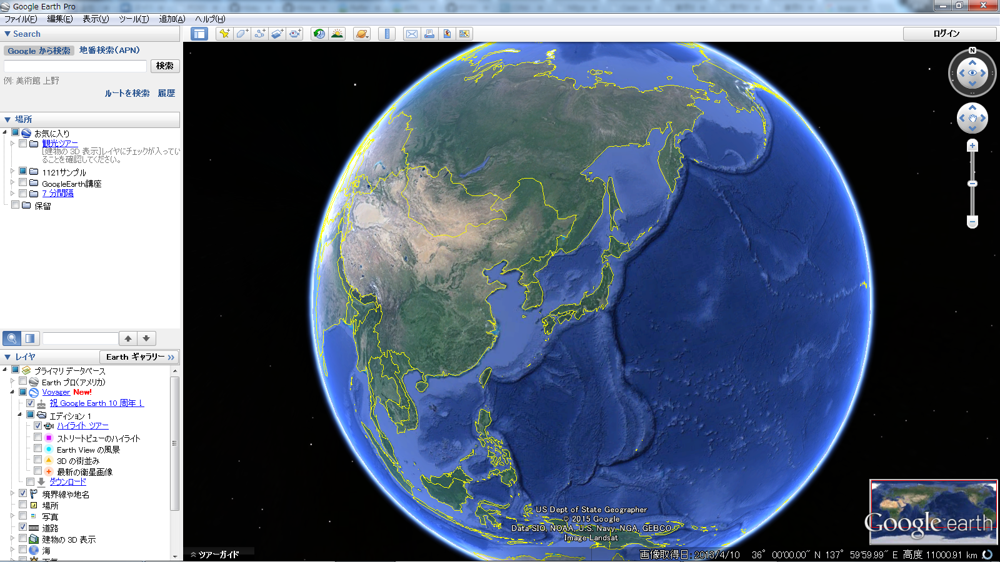 Google Earth Pro
ファイル(F) 編集(E) 表示(V) ツール(T) 追加(A) ヘルプ(H)
Search
Google から検索 地番検索(APN)
検索
例: 美術館 上野
ルートを検索 履歴
場所
お気に入り
観光ツアー
[建物の 3D 表示]レイヤにチェックが入ってい
ることを確認してください。
1121サンプル
GoogleEarth講座
7 分間隔
保留
レイヤ
Earth ギャラリー >>
プライマリ データベース
Earth プロ(アメリカ)
Voyager New!
祝 Google Earth 10 周年！
エディション 1
ハイライト ツアー
ストリートビューのハイライト
Earth View の風景
3D の街並み
最新の衛星画像
ダウンロード
境界線や地名
場所
写真
道路
建物の 3D 表示
海
ログイン
N
US Dept of State Geographer
© 2015 Google
Data SIO, NOAA, U.S. Navy, NGA, GEBCO
Image Landsat
Google earth
ツアーガイド
画像取得日: 2013/4/10 36° 00'00.00" N 137° 59'59.99" E 高度 11000.91 km